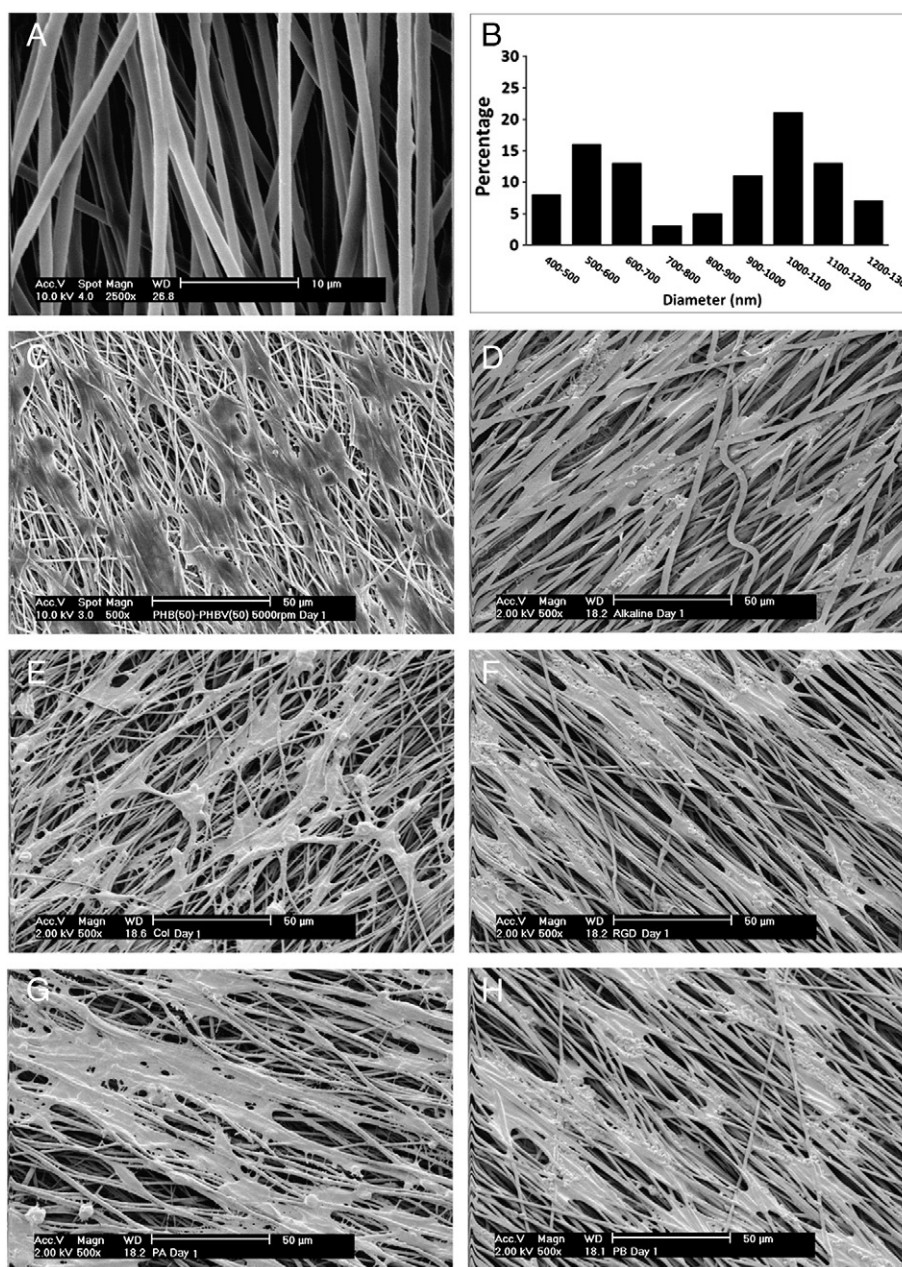 A
Acc.V Spot Magn WD 10 µm
10.0 kV 4.0 2500x 26.8
B
30
25
20
15
10
5
0
Percentage
400-500
500-600
600-700
700-800
800-900
900-1000
1000-1100
1100-1200
Diameter (nm)
C
Acc.V Spot Magn 50 µm
10.0 kV 3.0 500x PHB(50)-PHBV(50) 5000rpm Day 1
D
Acc.V Magn WD 50 µm
2.00 kV 500x 18.2 Alkaline Day 1
E
Acc.V Magn WD 50 µm
2.00 kV 500x 18.6 Col Day 1
F
Acc.V Magn WD 50 µm
2.00 kV 500x 18.2 RGD Day 1
G
Acc.V Magn WD 50 µm
2.00 kV 500x 18.2 PA Day 1
H
Acc.V Magn WD 50 µm
2.00 kV 500x 18.1 PB Day 1